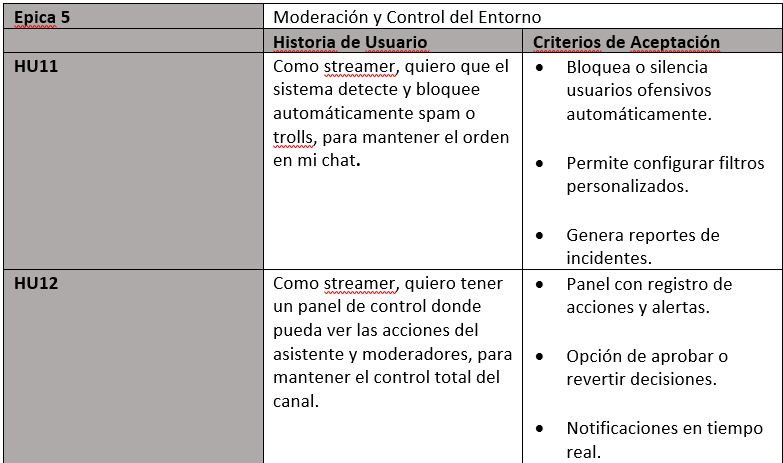 Epica 5
Moderación y Control del Entorno
Historia de Usuario
Criterios de Aceptación
HU11
Como streamer, quiero que el
sistema detecte y bloquee
automáticamente spam o
trolls, para mantener el orden
en mi chat.
Bloquea o silencia
usuarios ofensivos
automáticamente.
Permite configurar filtros
personalizados.
Genera reportes de
incidentes.
HU12
Como streamer, quiero tener
un panel de control donde
pueda ver las acciones del
asistente y moderadores, para
mantener el control total del
canal.
Panel con registro de
acciones y alertas.
Opción de aprobar o
revertir decisiones.
Notificaciones en tiempo
real.